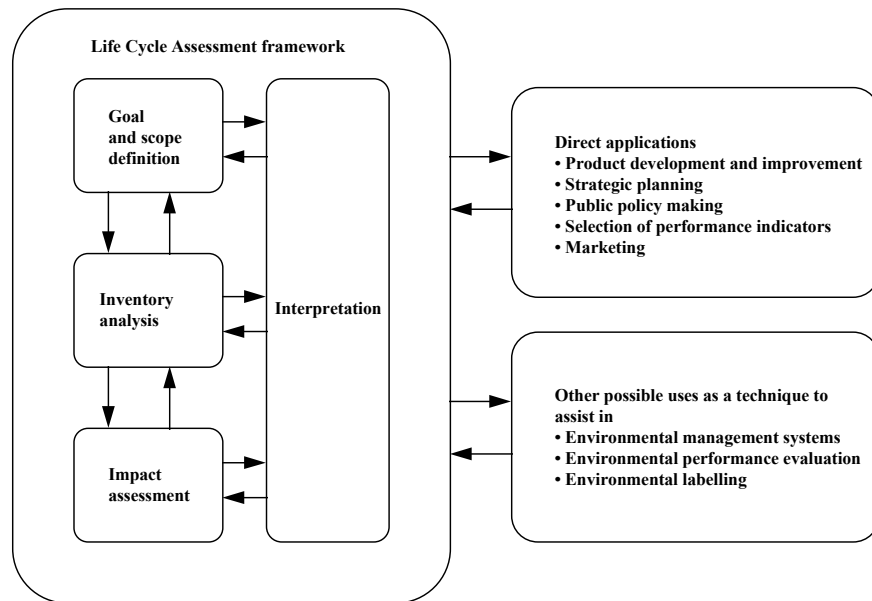 Life Cycle Assessment framework
Goal
and scope
definition
Inventory
analysis
Impact
assessment
Interpretation
Direct applications
• Product development and improvement
• Strategic planning
• Public policy making
• Selection of performance indicators
• Marketing
Other possible uses as a technique to
assist in
• Environmental management systems
• Environmental performance evaluation
• Environmental labelling